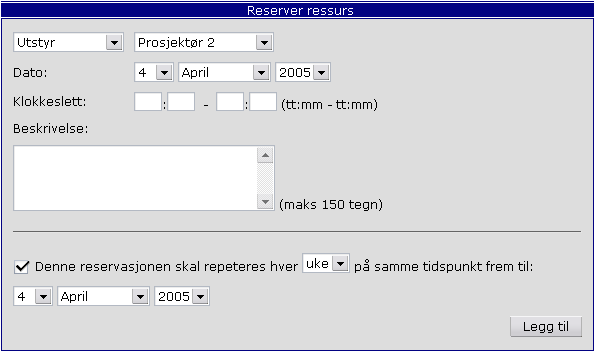 Reserver ressurs
Utstyr Prosjektør 2
Dato: 4 April 2005
Klokkeslett: : - : (tt:mm - tt:mm)
Beskrivelse:
(maks 150 tegn)
Denne reservasjonen skal repeteres hver uke på samme tidspunkt frem til:
4 April 2005
Legg til